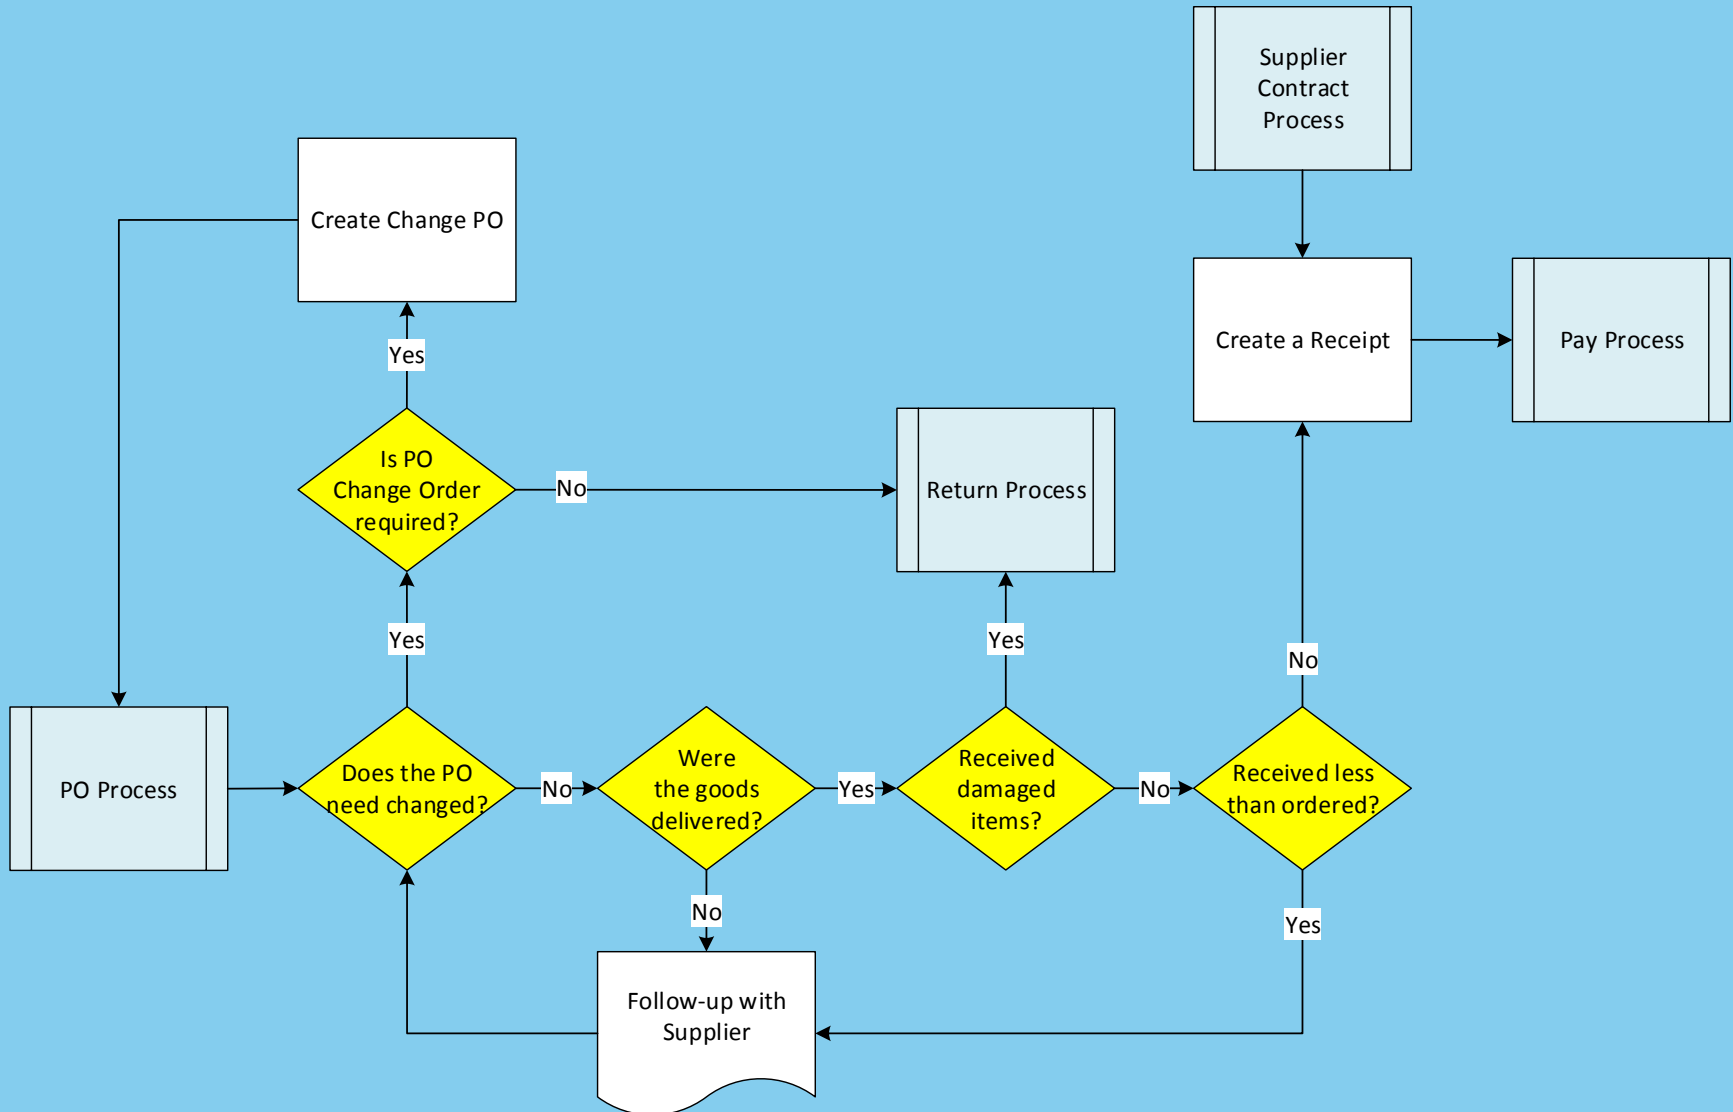 Supplier
Contract
Process
Create Change PO
Create a Receipt
Pay Process
Yes
Is PO
Change Order
required?
No
Return Process
Yes
Yes
No
PO Process
Does the PO
need changed?
No
Were
the goods
delivered?
Yes
Received
damaged
items?
No
Received less
than ordered?
No
Yes
Follow-up with
Supplier